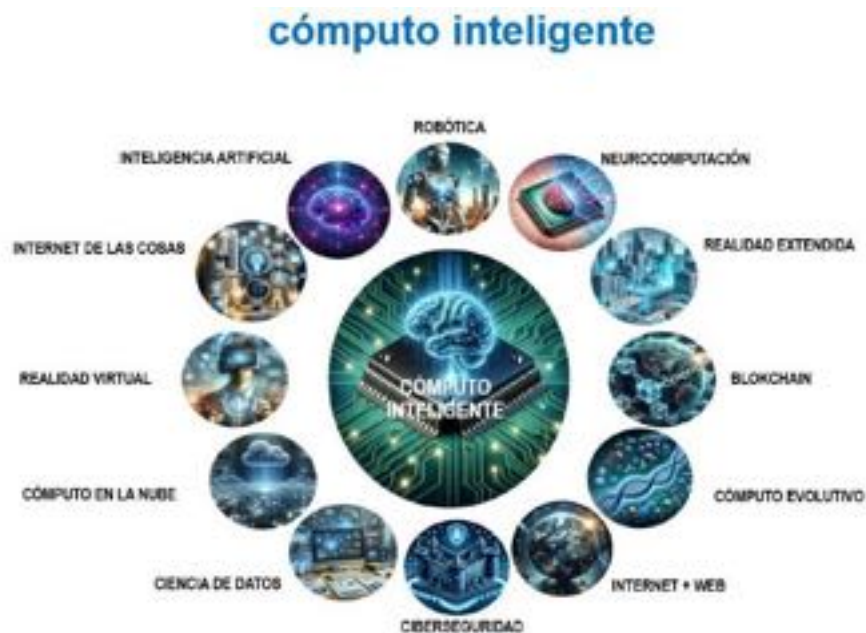 cómputo inteligente
ROBÓTICA
INTELIGENCIA ARTIFICIAL
NEUROCOMPUTACIÓN
INTERNET DE LAS COSAS
REALIDAD EXTENDIDA
REALIDAD VIRTUAL
CÓMPUTO
INTELIGENTE
BLOKCHAIN
CÓMPUTO EN LA NUBE
CÓMPUTO EVOLUTIVO
CIENCIA DE DATOS
INTERNET + WEB
CIBERSEGURIDAD